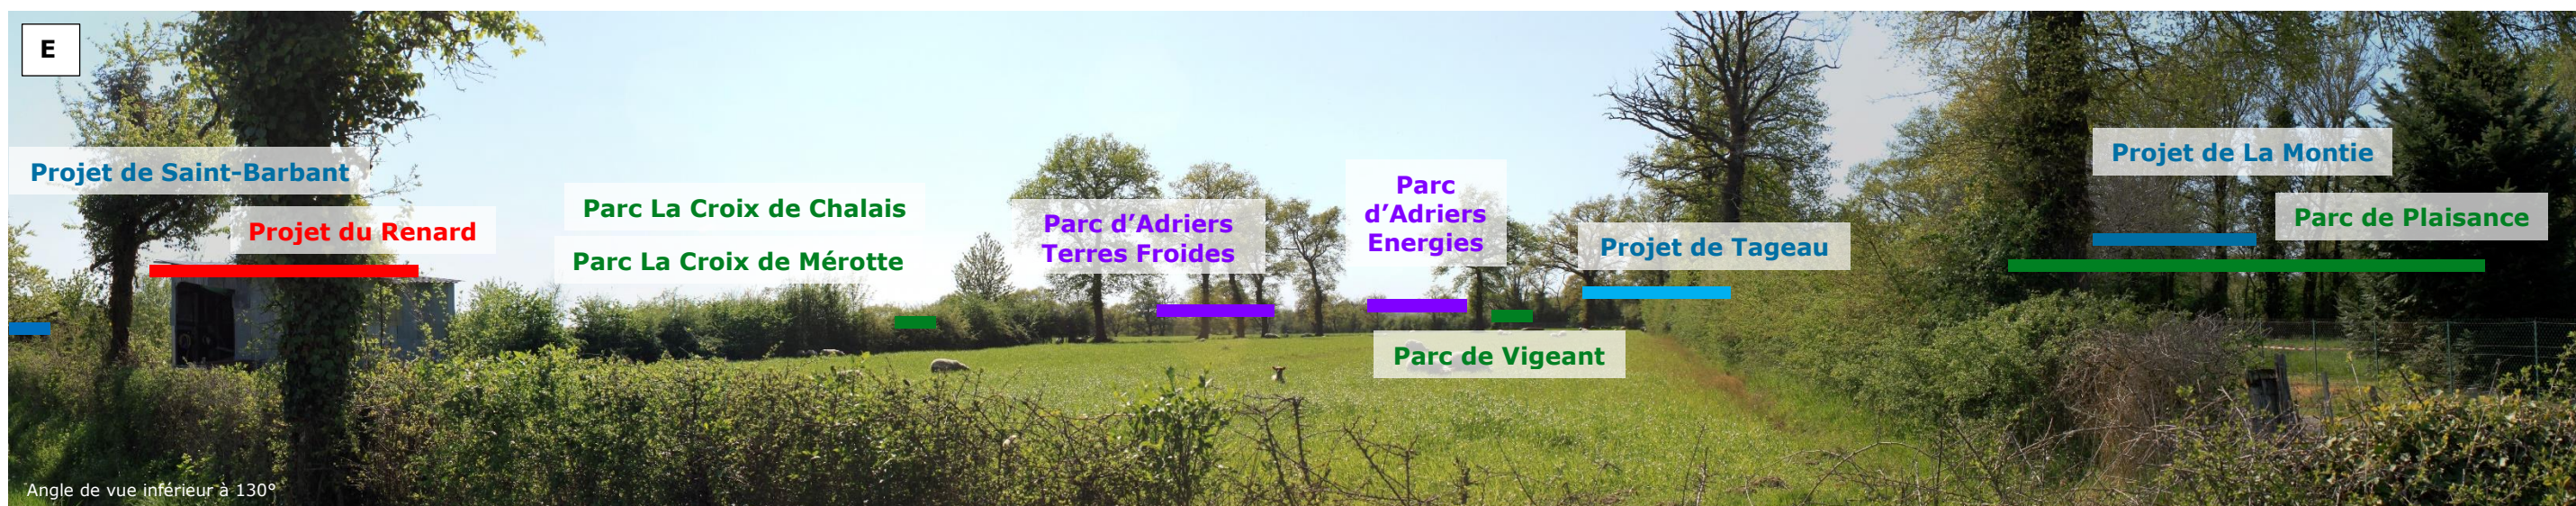 E
Projet de Saint-Barbant
Projet du Renard
Parc La Croix de Chalais
Parc La Croix de Mérotte
Parc d’Adriers
Terres Froides
Parc
d’Adriers
Energies
Parc de Vigeant
Projet de Tageau
Projet de La Montie
Parc de Plaisance
Angle de vue inférieur à 130°